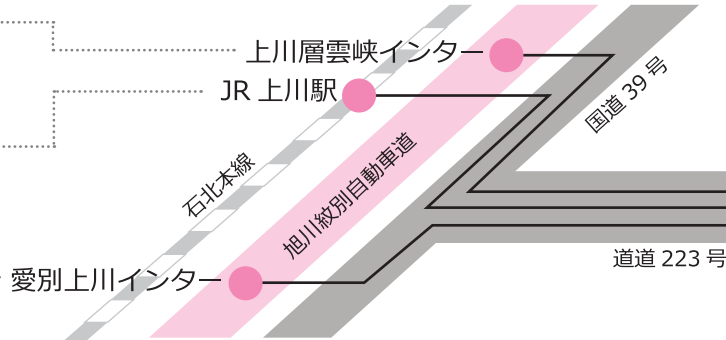 上川層雲峡インター
JR 上川駅
国道 39 号
石北本線
旭川紋別自動車道
道道 223 号
愛別上川インター